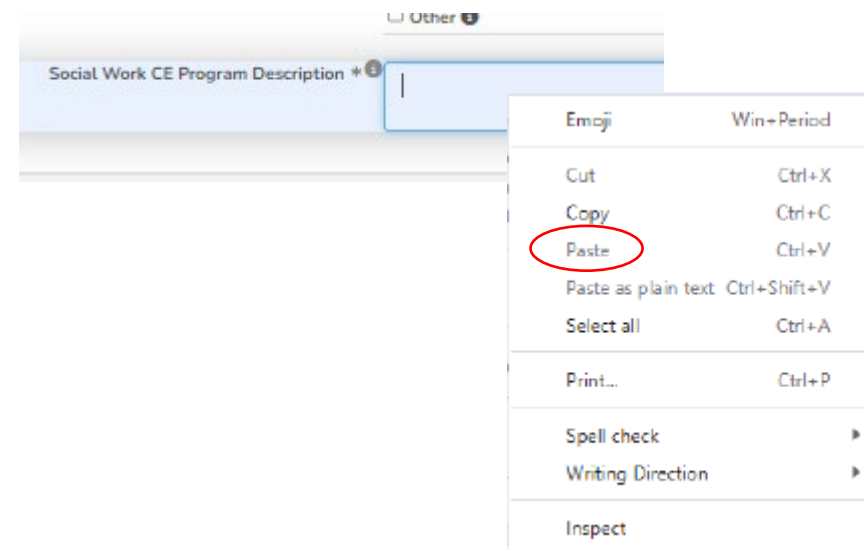 Other
Social Work CE Program Description *
Emoji Win+Period
Cut Ctrl+X
Copy Ctrl+C
Paste Ctrl+V
Paste as plain text Ctrl+Shift+V
Select all Ctrl+A
Print... Ctrl+P
Spell check
Writing Direction
Inspect